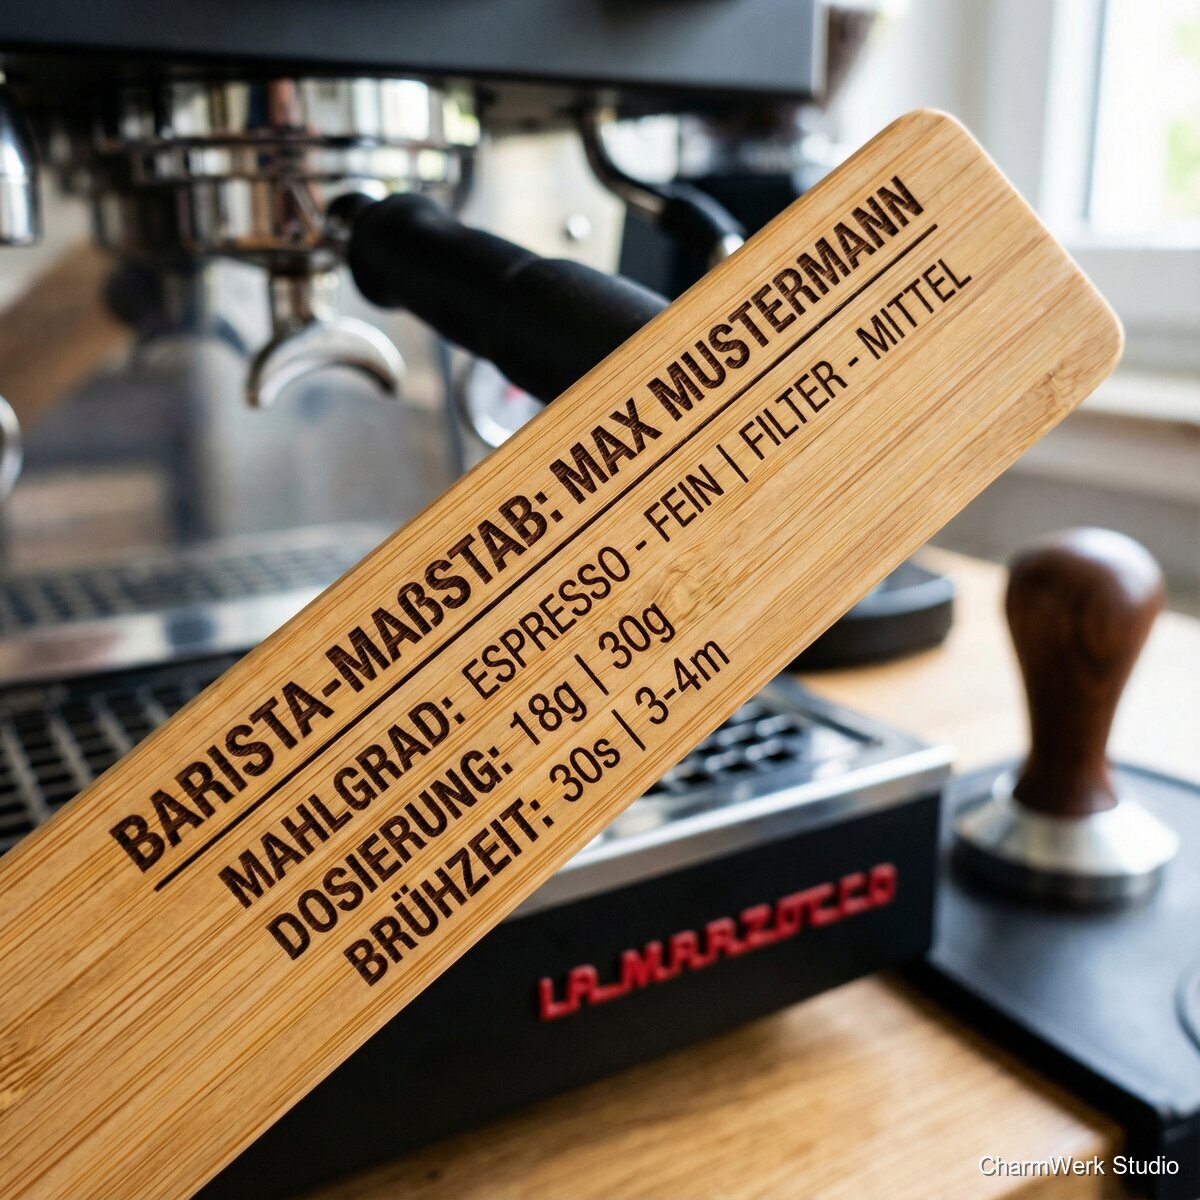 BARISTA-MAßSTAB: MAX MUSTERMANN
MAHLGRAD: ESPRESSO - FEIN | FILTER - MITTEL
DOSIERUNG: 18g | 30g
BRÜHZEIT: 30s | 3-4m
LA MARZOCCO
CharmWerk Studio